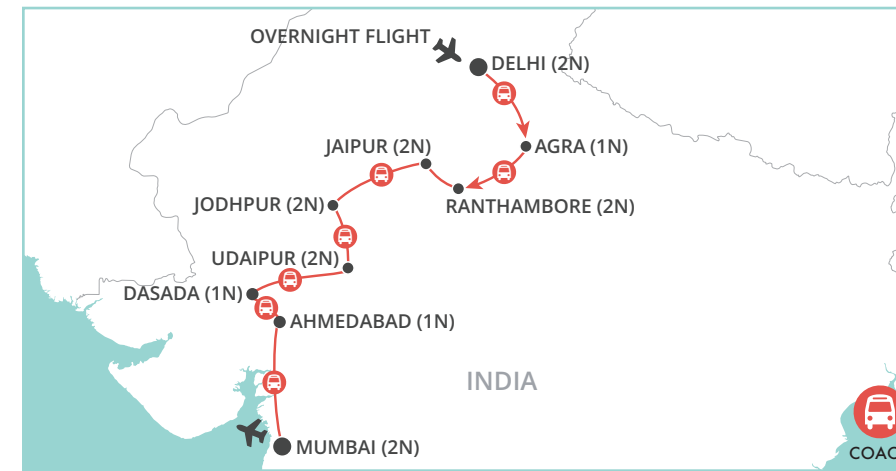 OVERNIGHT FLIGHT
DELHI (2N)
JAIPUR (2N)
AGRA (1N)
JODHPUR (2N)
RANTHAMBORE (2N)
UDAIPUR (2N)
DASADA (1N)
AHMEDABAD (1N)
INDIA
MUMBAI (2N)